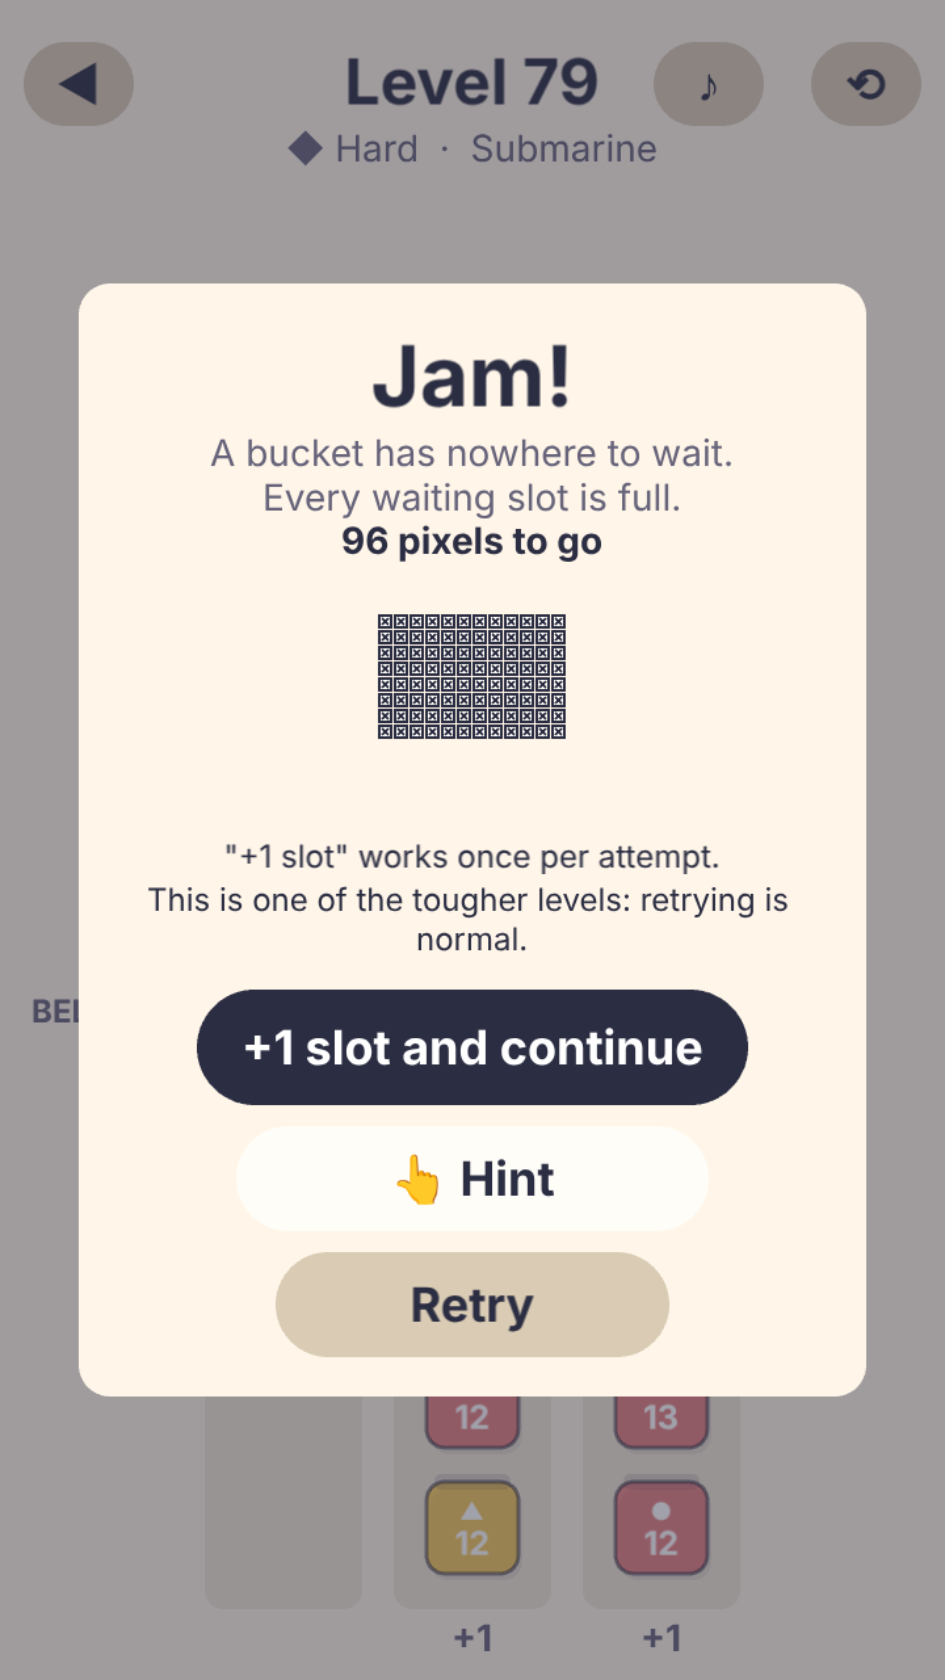 Level 79
Hard · Submarine
Jam!
A bucket has nowhere to wait.
Every waiting slot is full.
96 pixels to go
"+1 slot" works once per attempt.
This is one of the tougher levels: retrying is
normal.
+1 slot and continue
Hint
Retry
12
13
12
12
+1
+1